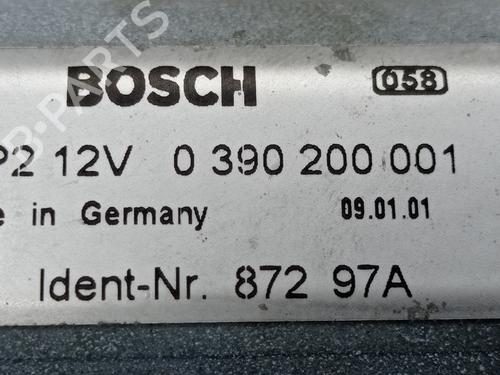 BOSCH 058
P2 12V 0 390 200 001
e in Germany 09.01.01
Ident-Nr. 872 97A